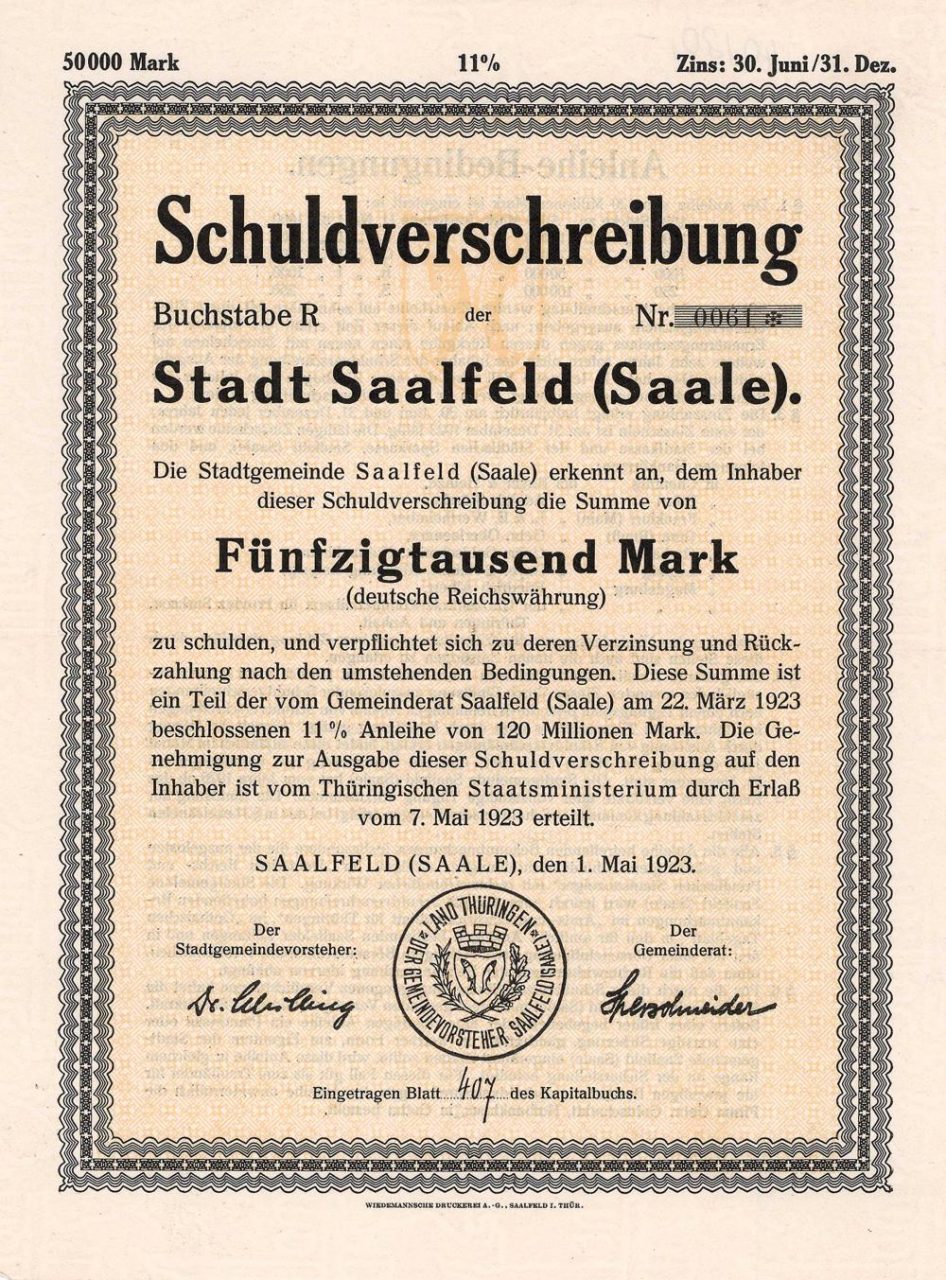 50000 Mark 11% Zins: 30. Juni/31. Dez.
Schuldverschreibung
Buchstabe R der Nr. 0061 *
Stadt Saalfeld (Saale).
Die Stadtgemeinde Saalfeld (Saale) erkennt an, dem Inhaber
dieser Schuldverschreibung die Summe von
Fünfzigtausend Mark
(deutsche Reichswährung)
zu schulden, und verpflichtet sich zu deren Verzinsung und Rück-
zahlung nach den umstehenden Bedingungen. Diese Summe ist
ein Teil der vom Gemeinderat Saalfeld (Saale) am 22. März 1923
beschlossenen 11% Anleihe von 120 Millionen Mark. Die Ge-
nehmigung zur Ausgabe dieser Schuldverschreibung auf den
Inhaber ist vom Thüringischen Staatsministerium durch Erlaß
vom 7. Mai 1923 erteilt.
SAALFELD (SAALE), den 1. Mai 1923.
Der
Stadtgemeindevorsteher:
LAND THÜRINGEN
DER GEMEINDEVORSTEHER SAALFELD (SAALE)
Der
Gemeinderat:
Dr.
Eingetragen Blatt 407 des Kapitalbuchs.
WIEDEMANNSCHE DRUCKEREI A.-G., SAALFELD I. THÜR.